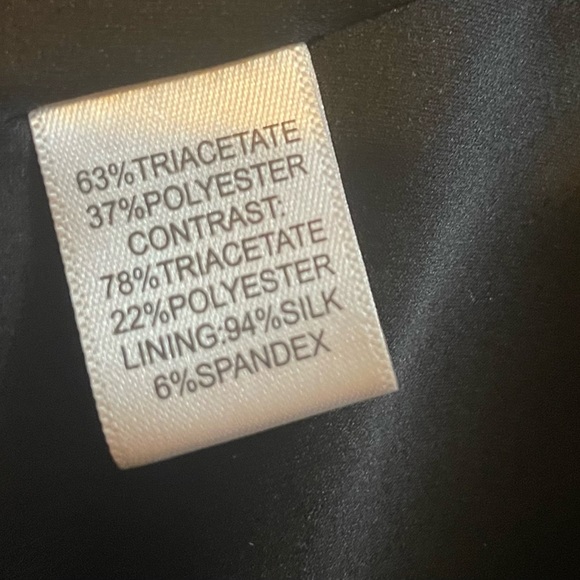 63%TRIACETATE
37%POLYESTER
CONTRAST:
78%TRIACETATE
22%POLYESTER
LINING:94%SILK
6%SPANDEX